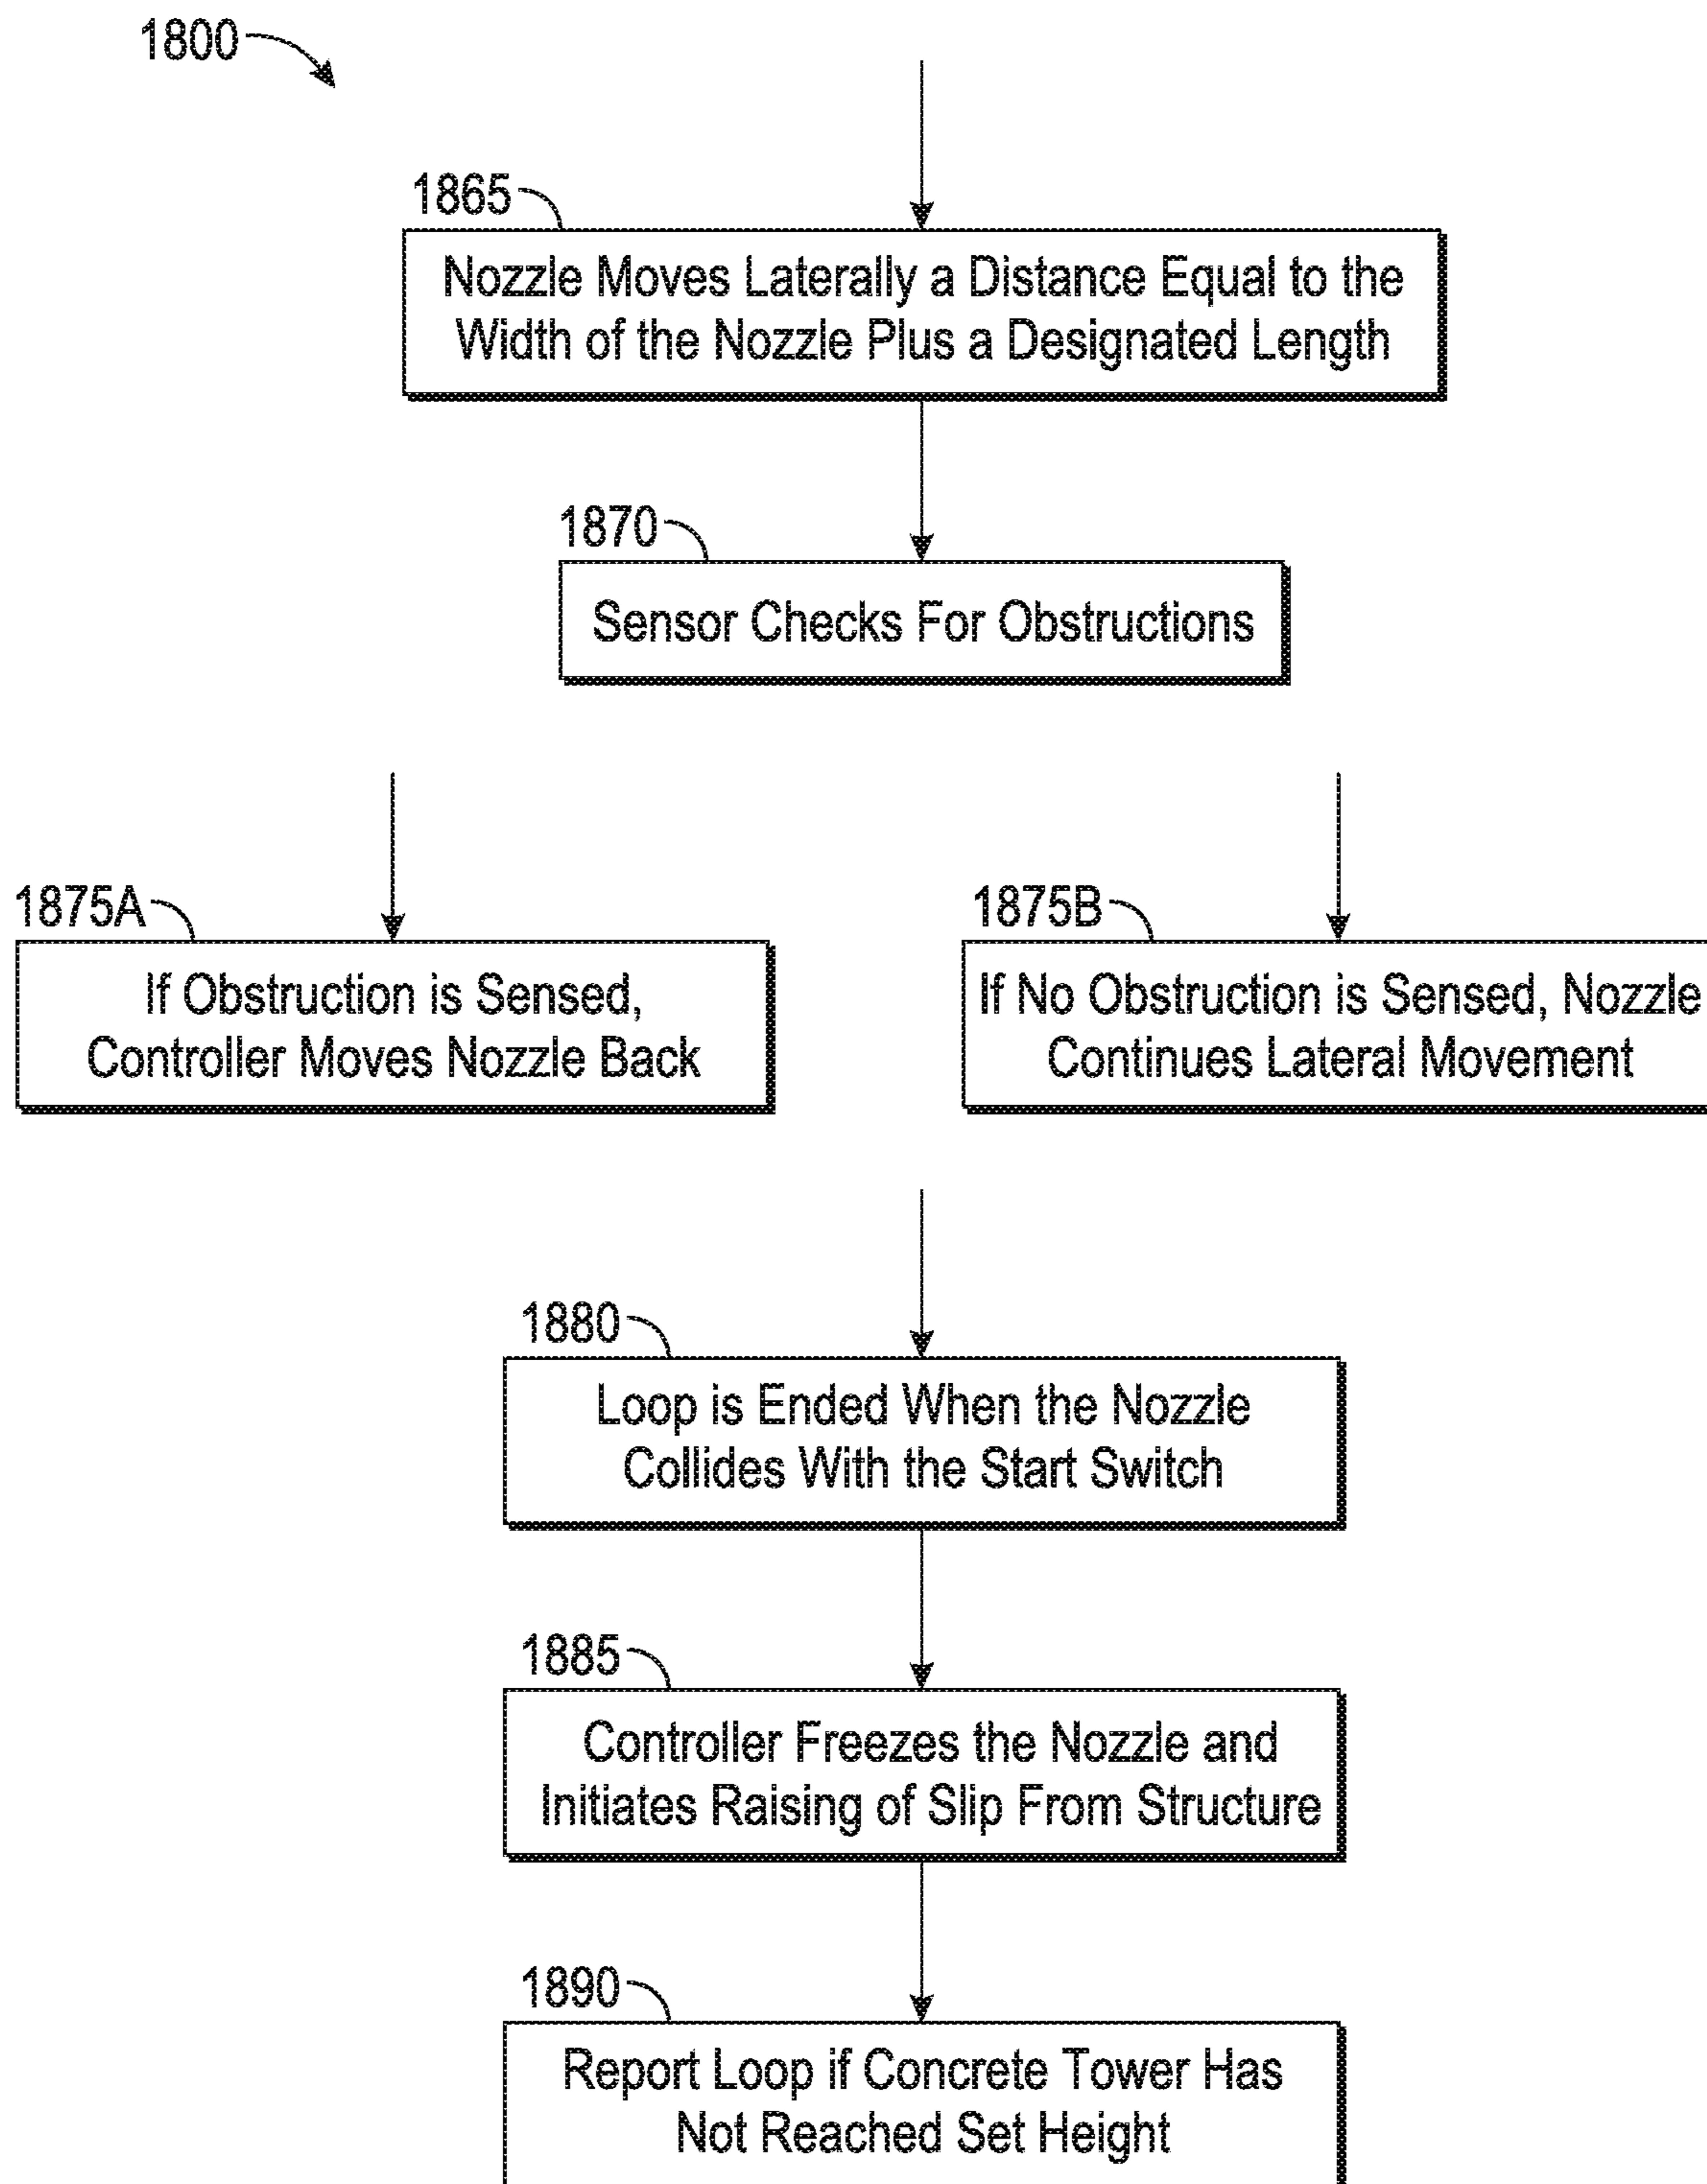 1800
1865
Nozzle Moves Laterally a Distance Equal to the
Width of the Nozzle Plus a Designated Length
1870
Sensor Checks For Obstructions
1875A
If Obstruction is Sensed,
Controller Moves Nozzle Back
1875B
If No Obstruction is Sensed, Nozzle
Continues Lateral Movement
1880
Loop is Ended When the Nozzle
Collides With the Start Switch
1885
Controller Freezes the Nozzle and
Initiates Raising of Slip From Structure
1890
Report Loop if Concrete Tower Has
Not Reached Set Height